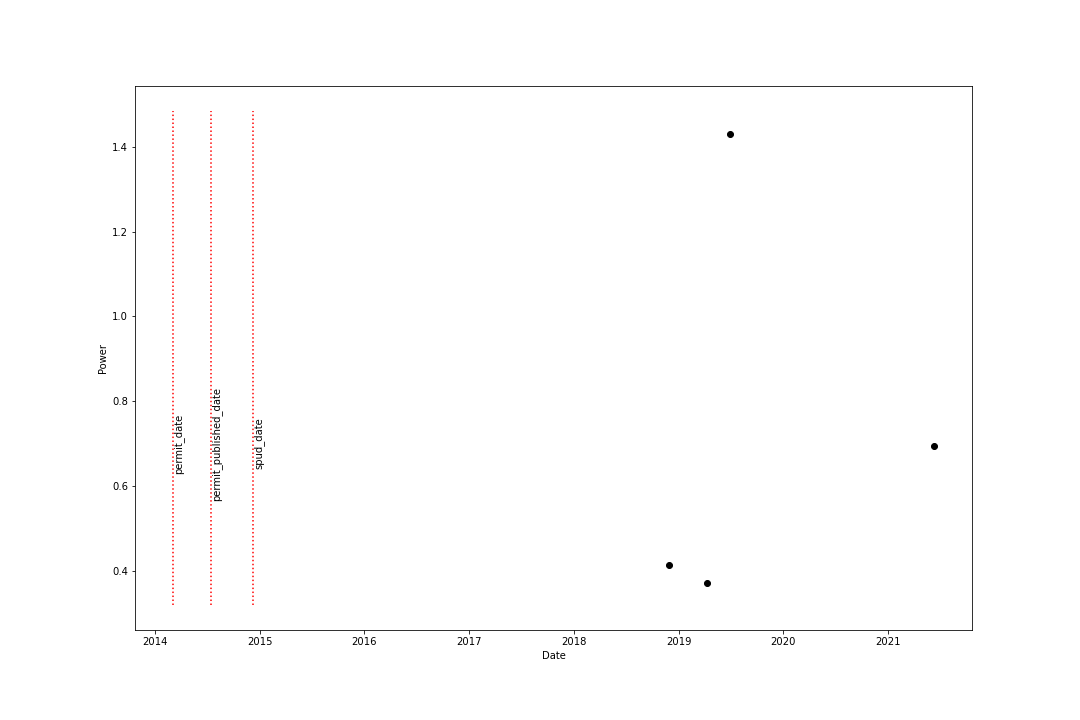 1.4
1.2
1.0
0.8
0.6
0.4
Power
permit_date
permit_published_date
spud_date
2014 2015 2016 2017 2018 2019 2020 2021
Date